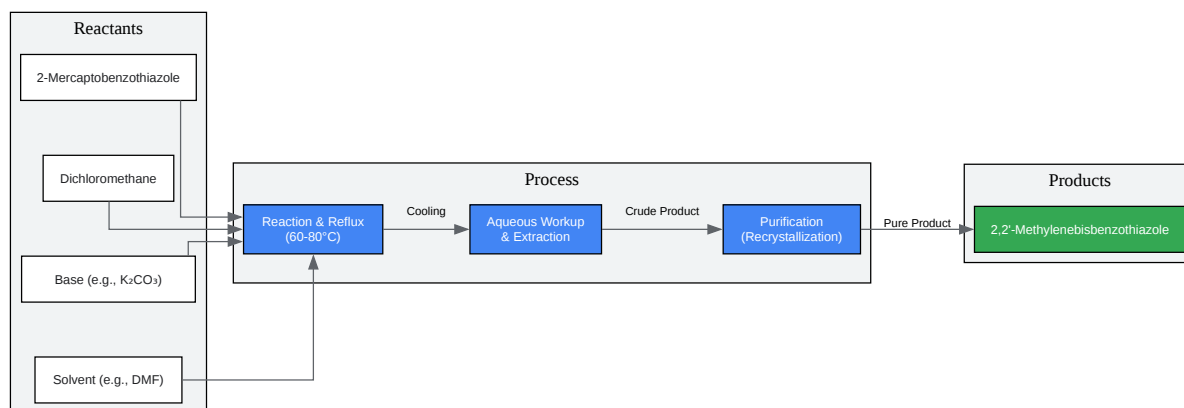 Reactants
2-Mercaptobenzothiazole
Dichloromethane
Base (e.g., K₂CO₃)
Solvent (e.g., DMF)
Process
Reaction & Reflux
(60-80°C)
Cooling
Aqueous Workup
& Extraction
Crude Product
Purification
(Recrystallization)
Pure Product
Products
2,2'-Methylenebisbenzothiazole